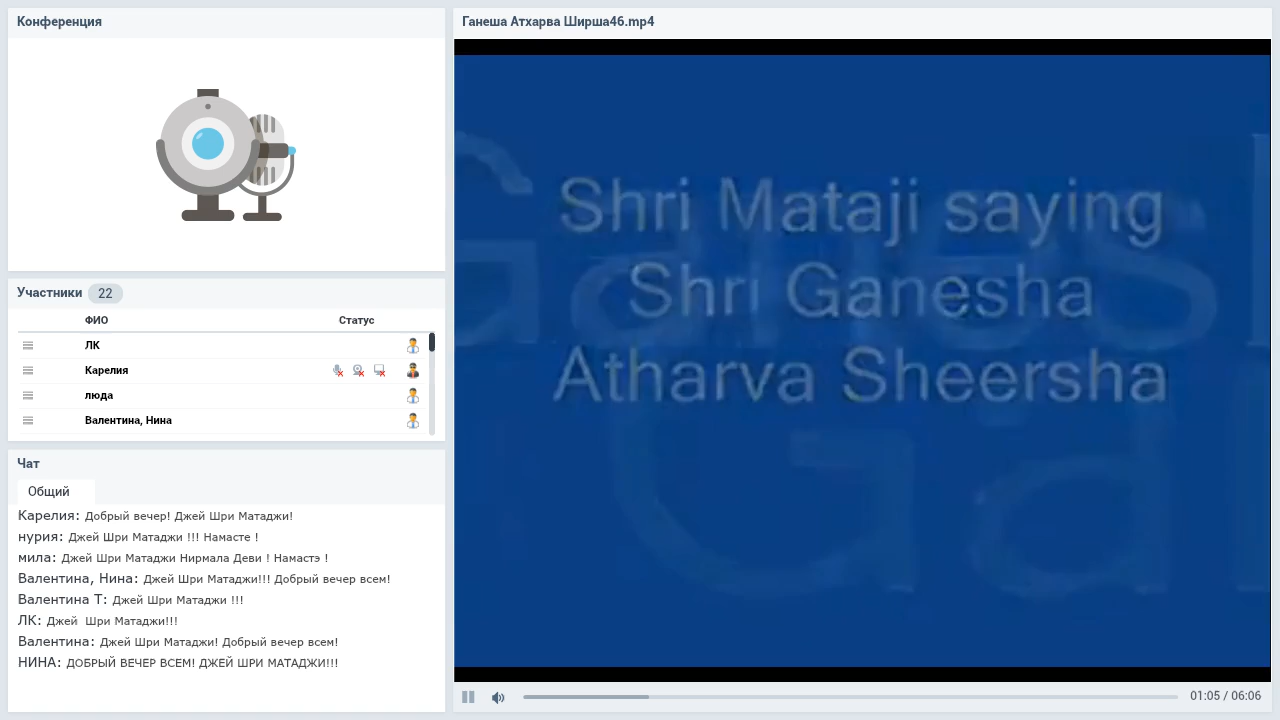 Конференция
Участники 22
ФИО Статус
ЛК
Карелия
люда
Валентина, Нина
Чат
Общий
Карелия: Добрый вечер! Джей Шри Матаджи!
нурия: Джей Шри Матаджи !!! Намасте !
мила: Джей Шри Матаджи Нирмала Деви ! Намастэ !
Валентина, Нина: Джей Шри Матаджи!!! Добрый вечер всем!
Валентина Т: Джей Шри Матаджи !!!
ЛК: Джей  Шри Матаджи!!!
Валентина: Джей Шри Матаджи! Добрый вечер всем!
НИНА: ДОБРЫЙ ВЕЧЕР ВСЕМ! ДЖЕЙ ШРИ МАТАДЖИ!!!
Ганеша Атхарва Ширша46.mp4
Shri Mataji saying
Shri Ganesha
Atharva Sheersha
01:05 / 06:06